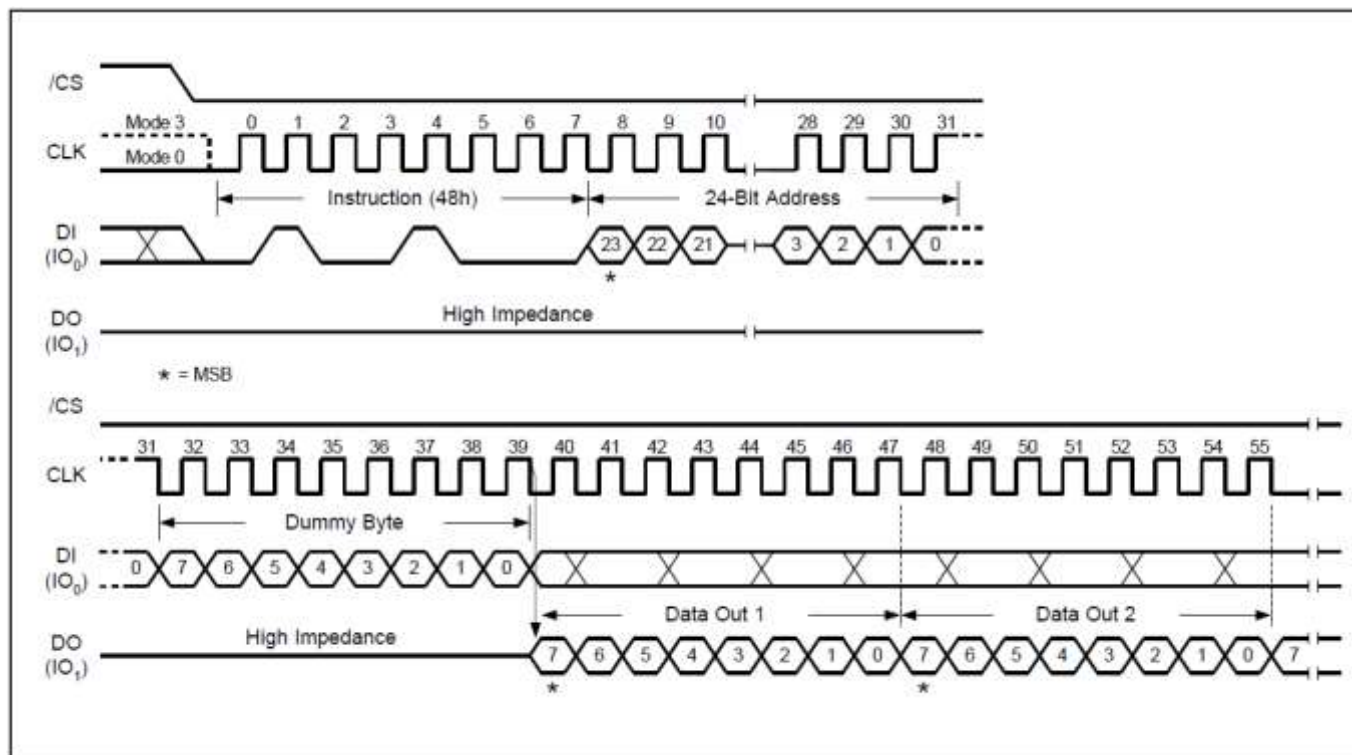 /CS
Mode 3 0 1 2 3 4 5 6 7 8 9 10 28 29 30 31
CLK
Mode 0
Instruction (48h) 24-Bit Address
DI
(IO₀) 23 22 21 3 2 1 0
*
DO High Impedance
(IO₁)
* = MSB
/CS
31 32 33 34 35 36 37 38 39 40 41 42 43 44 45 46 47 48 49 50 51 52 53 54 55
CLK
Dummy Byte
DI
(IO₀) 0 7 6 5 4 3 2 1 0
Data Out 1 Data Out 2
DO High Impedance
(IO₁) 7 6 5 4 3 2 1 0 7 6 5 4 3 2 1 0 7
* *